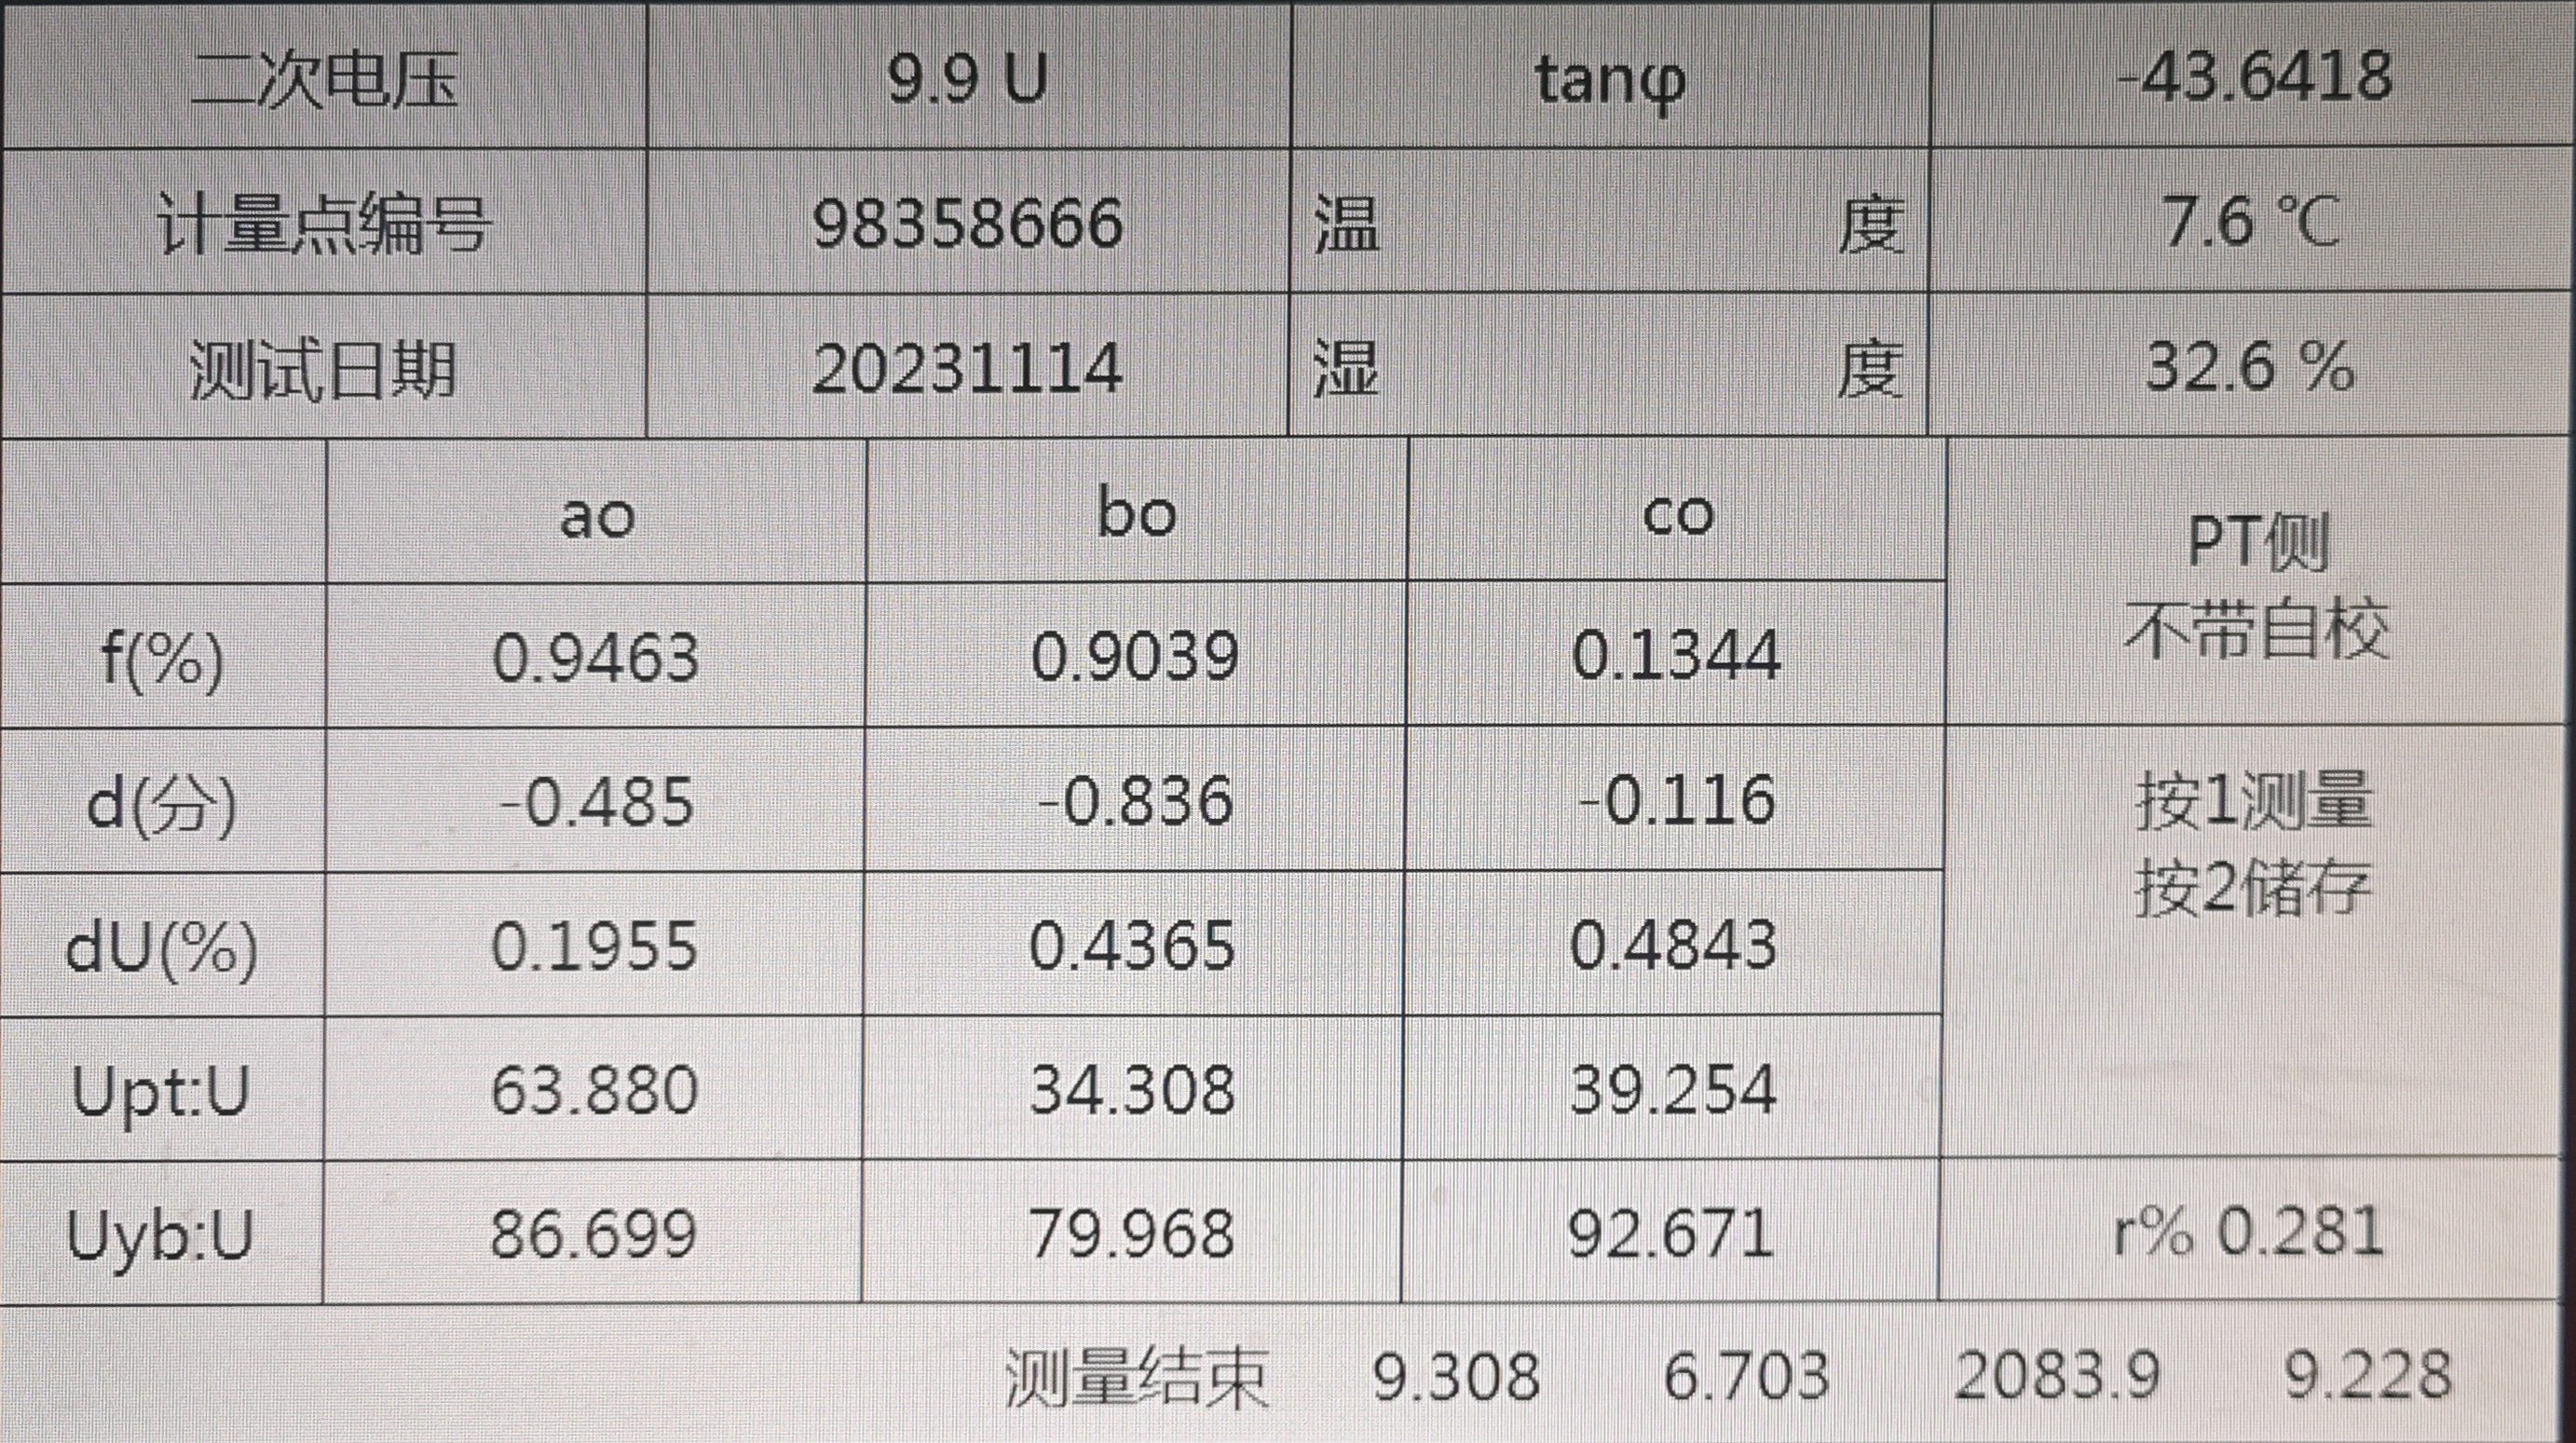 二次电压 9.9 U tanφ -43.6418
计量点编号 98358666 温 度 7.6 ℃
测试日期 20231114 湿 度 32.6 %
ao bo co
PT侧
不带自校
f(%) 0.9463 0.9039 0.1344
d(分) -0.485 -0.836 -0.116
按1测量
按2储存
dU(%) 0.1955 0.4365 0.4843
Upt:U 63.880 34.308 39.254
Uyb:U 86.699 79.968 92.671 r% 0.281
测量结束 9.308 6.703 2083.9 9.228